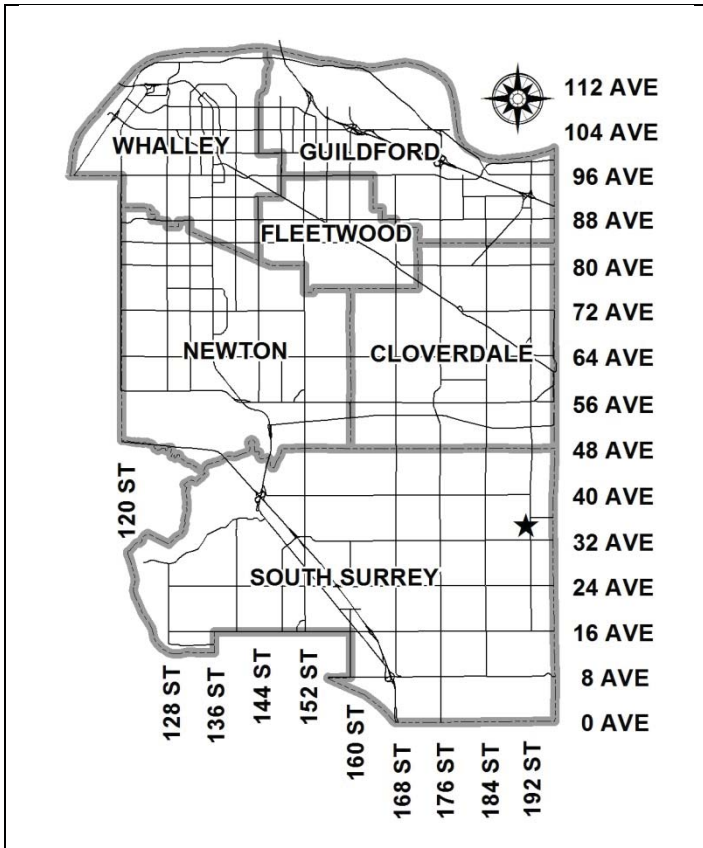 112 AVE
104 AVE
WHALLEY
GUILDFORD
96 AVE
88 AVE
FLEETWOOD
80 AVE
72 AVE
NEWTON
CLOVERDALE
64 AVE
56 AVE
48 AVE
120 ST
40 AVE
32 AVE
SOUTH SURREY
24 AVE
16 AVE
128 ST
136 ST
144 ST
152 ST
160 ST
168 ST
176 ST
184 ST
192 ST
8 AVE
0 AVE